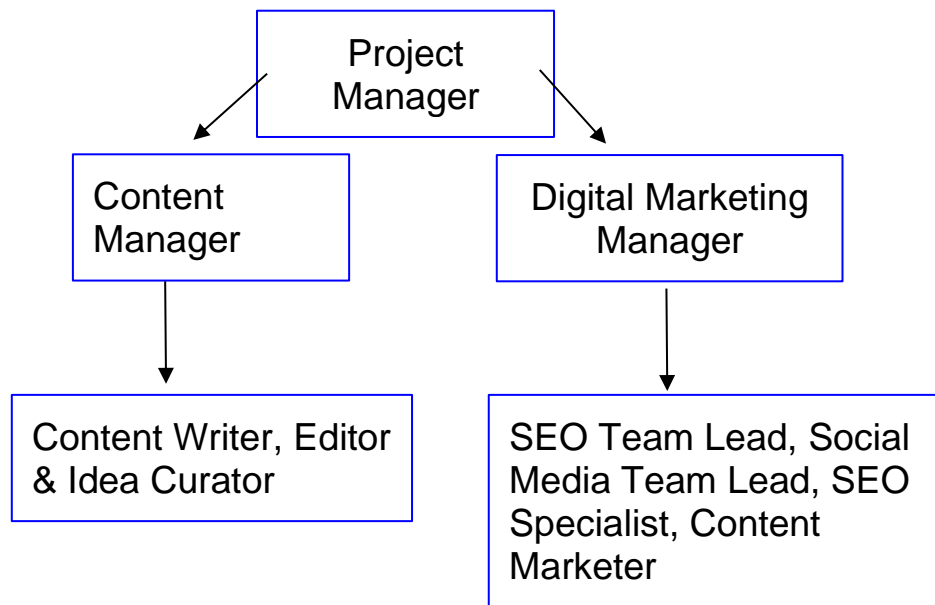 Project
Manager
Content
Manager
Digital Marketing
Manager
Content Writer, Editor
& Idea Curator
SEO Team Lead, Social
Media Team Lead, SEO
Specialist, Content
Marketer